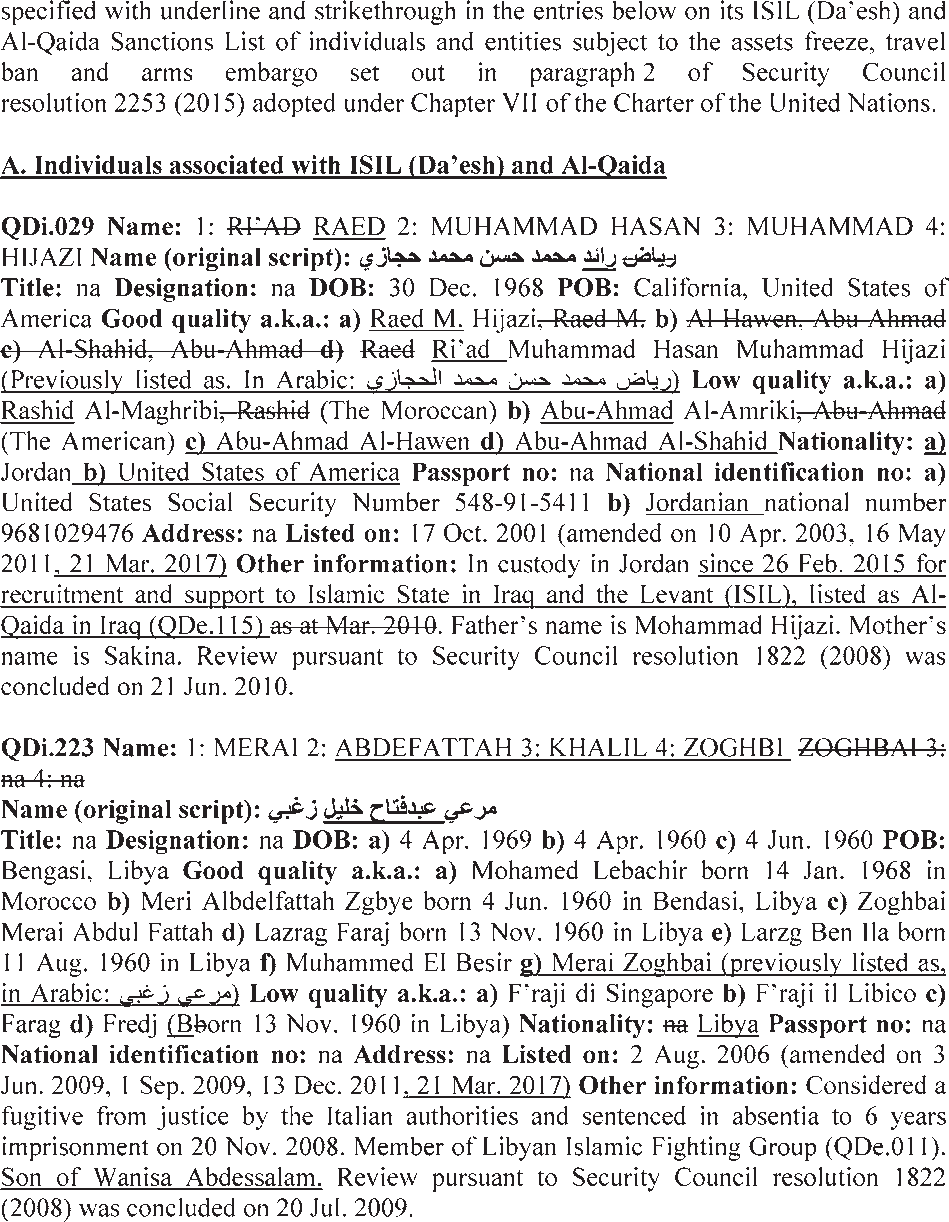 specified with underline and strikethrough in the entries below on its ISIL (Da’esh) and
Al-Qaida Sanctions List of individuals and entities subject to the assets freeze, travel
ban and arms embargo set out in paragraph 2 of Security Council
resolution 2253 (2015) adopted under Chapter VII of the Charter of the United Nations.
A. Individuals associated with ISIL (Da’esh) and Al-Qaida
QDi.029 Name: 1: RI’AD RAED 2: MUHAMMAD HASAN 3: MUHAMMAD 4:
HIJAZI Name (original script): رياض رائد محمد حسن محمد حجازي
Title: na Designation: na DOB: 30 Dec. 1968 POB: California, United States of
America Good quality a.k.a.: a) Raed M. Hijazi, Raed M. b) Al-Hawen, Abu-Ahmad
c) Al-Shahid, Abu-Ahmad d) Raed Ri’ad Muhammad Hasan Muhammad Hijazi
(Previously listed as. In Arabic: رياض محمد حسن محمد الحجازي) Low quality a.k.a.: a)
Rashid Al-Maghribi, Rashid (The Moroccan) b) Abu-Ahmad Al-Amriki, Abu-Ahmad
(The American) c) Abu-Ahmad Al-Hawen d) Abu-Ahmad Al-Shahid Nationality: a)
Jordan b) United States of America Passport no: na National identification no: a)
United States Social Security Number 548-91-5411 b) Jordanian national number
9681029476 Address: na Listed on: 17 Oct. 2001 (amended on 10 Apr. 2003, 16 May
2011, 21 Mar. 2017) Other information: In custody in Jordan since 26 Feb. 2015 for
recruitment and support to Islamic State in Iraq and the Levant (ISIL), listed as Al-
Qaida in Iraq (QDe.115) as at Mar. 2010. Father’s name is Mohammad Hijazi. Mother’s
name is Sakina. Review pursuant to Security Council resolution 1822 (2008) was
concluded on 21 Jun. 2010.
QDi.223 Name: 1: MERAI 2: ABDEFATTAH 3: KHALIL 4: ZOGHBI ZOGHBAI 3:
na 4: na
Name (original script): مرعي عبدفتاح خليل زغبي
Title: na Designation: na DOB: a) 4 Apr. 1969 b) 4 Apr. 1960 c) 4 Jun. 1960 POB:
Bengasi, Libya Good quality a.k.a.: a) Mohamed Lebachir born 14 Jan. 1968 in
Morocco b) Meri Albdelfattah Zgbye born 4 Jun. 1960 in Bendasi, Libya c) Zoghbai
Merai Abdul Fattah d) Lazrag Faraj born 13 Nov. 1960 in Libya e) Larzg Ben Ila born
11 Aug. 1960 in Libya f) Muhammed El Besir g) Merai Zoghbai (previously listed as,
in Arabic: مرعي زغبي) Low quality a.k.a.: a) F’raji di Singapore b) F’raji il Libico c)
Farag d) Fredj (Bborn 13 Nov. 1960 in Libya) Nationality: na Libya Passport no: na
National identification no: na Address: na Listed on: 2 Aug. 2006 (amended on 3
Jun. 2009, 1 Sep. 2009, 13 Dec. 2011, 21 Mar. 2017) Other information: Considered a
fugitive from justice by the Italian authorities and sentenced in absentia to 6 years
imprisonment on 20 Nov. 2008. Member of Libyan Islamic Fighting Group (QDe.011).
Son of Wanisa Abdessalam. Review pursuant to Security Council resolution 1822
(2008) was concluded on 20 Jul. 2009.